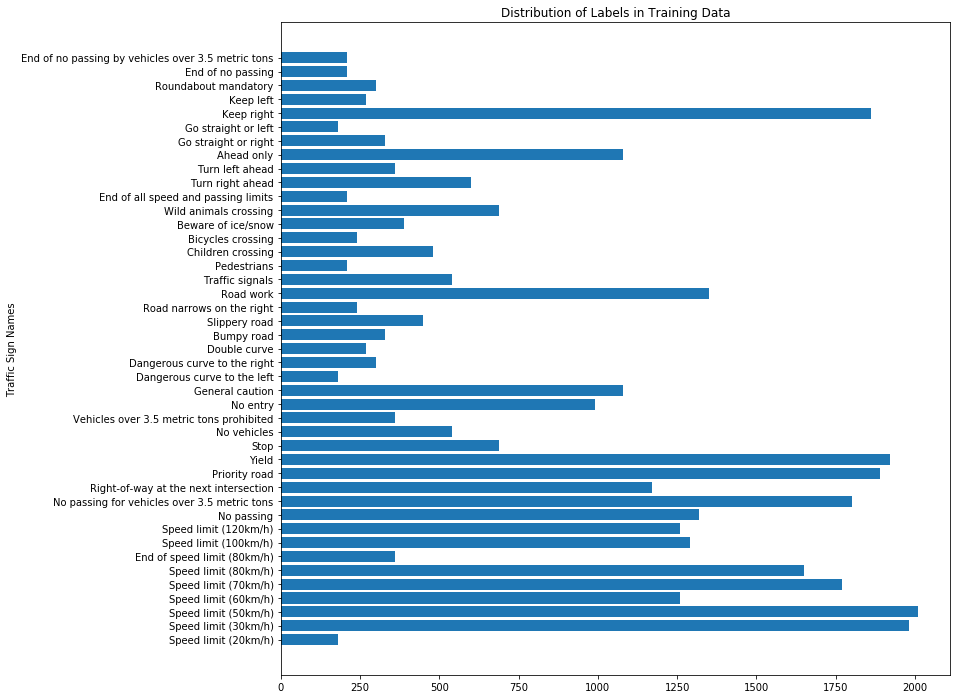 Distribution of Labels in Training Data
Traffic Sign Names
End of no passing by vehicles over 3.5 metric tons
End of no passing
Roundabout mandatory
Keep left
Keep right
Go straight or left
Go straight or right
Ahead only
Turn left ahead
Turn right ahead
End of all speed and passing limits
Wild animals crossing
Beware of ice/snow
Bicycles crossing
Children crossing
Pedestrians
Traffic signals
Road work
Road narrows on the right
Slippery road
Bumpy road
Double curve
Dangerous curve to the right
Dangerous curve to the left
General caution
No entry
Vehicles over 3.5 metric tons prohibited
No vehicles
Stop
Yield
Priority road
Right-of-way at the next intersection
No passing for vehicles over 3.5 metric tons
No passing
Speed limit (120km/h)
Speed limit (100km/h)
End of speed limit (80km/h)
Speed limit (80km/h)
Speed limit (70km/h)
Speed limit (60km/h)
Speed limit (50km/h)
Speed limit (30km/h)
Speed limit (20km/h)
0 250 500 750 1000 1250 1500 1750 2000